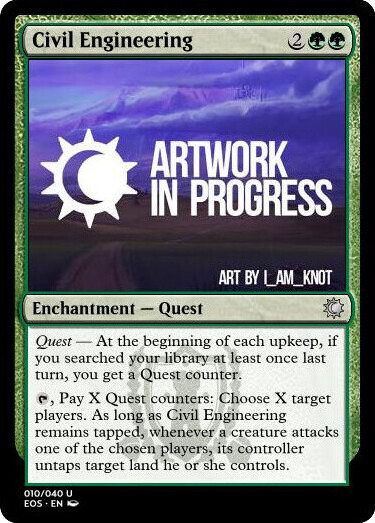 Civil Engineering 2
ARTWORK
IN PROGRESS
ART BY I_AM_KNOT
Enchantment — Quest
Quest — At the beginning of each upkeep, if
you searched your library at least once last
turn, you get a Quest counter.
, Pay X Quest counters: Choose X target
players. As long as Civil Engineering
remains tapped, whenever a creature attacks
one of the chosen players, its controller
untaps target land he or she controls.
010/040 U
EOS • EN